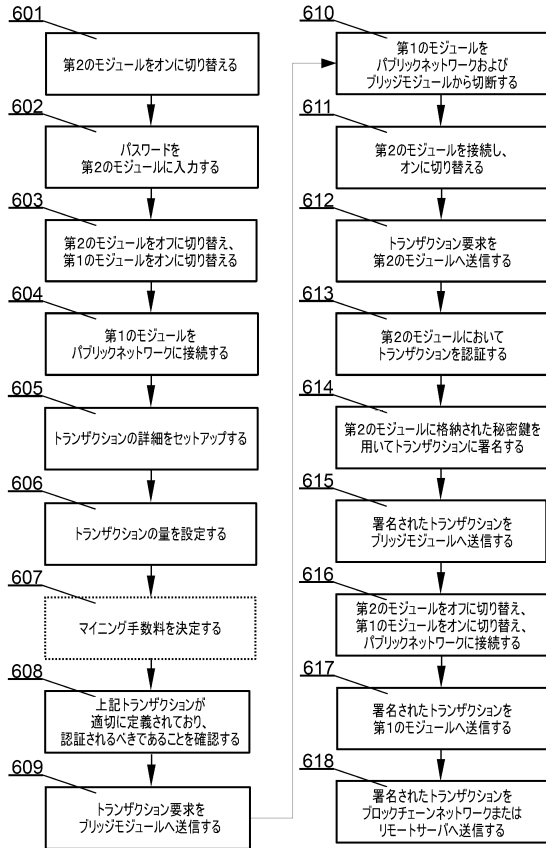 601
第2のモジュールをオンに切り替える
602
パスワードを
第2のモジュールに入力する
603
第2のモジュールをオフに切り替え、
第1のモジュールをオンに切り替える
604
第1のモジュールを
パブリックネットワークに接続する
605
トランザクションの詳細をセットアップする
606
トランザクションの量を設定する
607
マイニング手数料を決定する
608
上記トランザクションが
適切に定義されており、
認証されるべきであることを確認する
609
トランザクション要求を
ブリッジモジュールへ送信する
610
第1のモジュールを
パブリックネットワークおよび
ブリッジモジュールから切断する
611
第2のモジュールを接続し、
オンに切替える
612
トランザクション要求を
第2のモジュールへ送信する
613
第2のモジュールにおいて
トランザクションを認証する
614
第2のモジュールに格納された秘密鍵を
用いてトランザクションに署名する
615
署名されたトランザクションを
ブリッジモジュールへ送信する
616
第2のモジュールをオフに切り替え、
第1のモジュールをオンに切り替え、
パブリックネットワークに接続する
617
署名されたトランザクションを
第1のモジュールへ送信する
618
署名されたトランザクションを
ブロックチェーンネットワークまたは
リモートサーバへ送信する